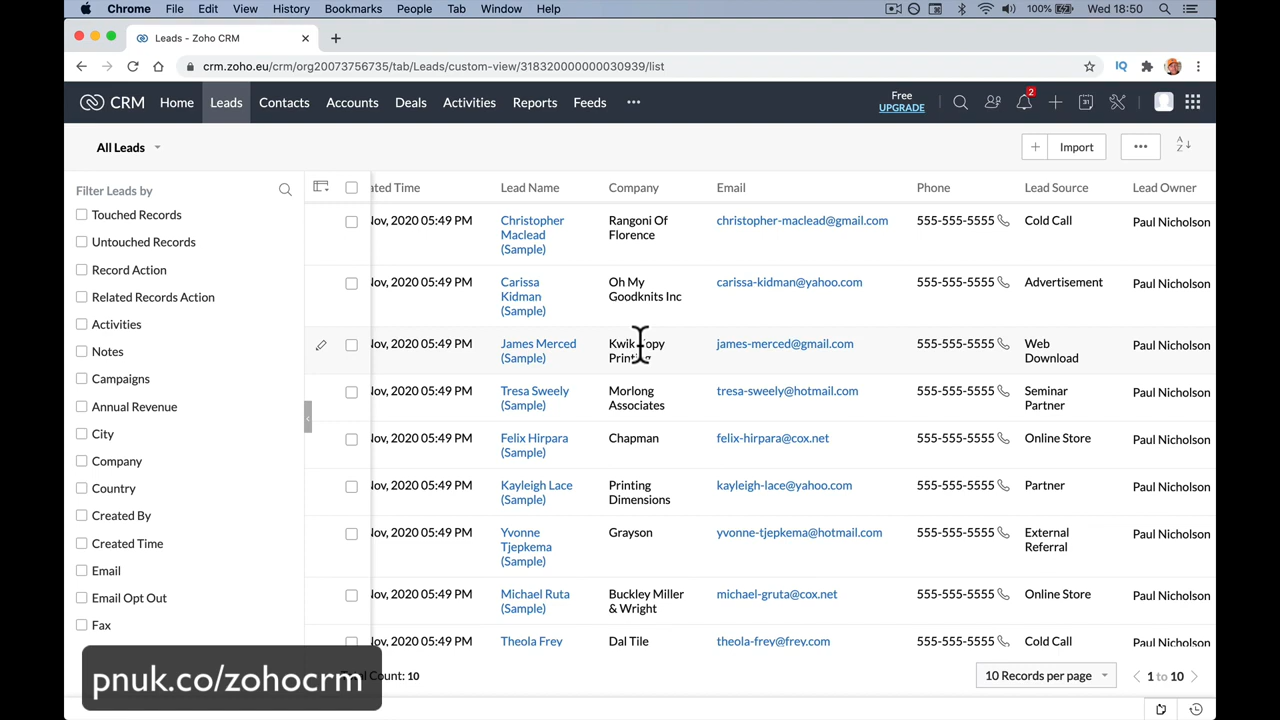 Chrome File Edit View History Bookmarks People Tab Window Help 100% Wed 18:50
Leads - Zoho CRM
crm.zoho.eu/crm/org20073756735/tab/Leads/custom-view/318320000000030939/list IQ
CRM Home Leads Contacts Accounts Deals Activities Reports Feeds ••• Free 2
UPGRADE 31
All Leads Import ••• A Z
Filter Leads by
Touched Records
Untouched Records
Record Action
Related Records Action
Activities
Notes
Campaigns
Annual Revenue
City
Company
Country
Created By
Created Time
Email
Email Opt Out
Fax
ated Time Lead Name Company Email Phone Lead Source Lead Owner
Nov, 2020 05:49 PM Christopher Rangoni Of christopher-maclead@gmail.com 555-555-5555 Cold Call Paul Nicholson
Maclead Florence
(Sample)
Nov, 2020 05:49 PM Carissa Oh My carissa-kidman@yahoo.com 555-555-5555 Advertisement Paul Nicholson
Kidman Goodknits Inc
(Sample)
Nov, 2020 05:49 PM James Merced Kwik Kopy james-merced@gmail.com 555-555-5555 Web Paul Nicholson
(Sample) Printing Download
Nov, 2020 05:49 PM Tresa Sweely Morlong tresa-sweely@hotmail.com 555-555-5555 Seminar Paul Nicholson
(Sample) Associates Partner
Nov, 2020 05:49 PM Felix Hirpara Chapman felix-hirpara@cox.net 555-555-5555 Online Store Paul Nicholson
(Sample)
Nov, 2020 05:49 PM Kayleigh Lace Printing kayleigh-lace@yahoo.com 555-555-5555 Partner Paul Nicholson
(Sample) Dimensions
Nov, 2020 05:49 PM Yvonne Grayson yvonne-tjepkema@hotmail.com 555-555-5555 External Paul Nicholson
Tjepkema Referral
(Sample)
Nov, 2020 05:49 PM Michael Ruta Buckley Miller michael-gruta@cox.net 555-555-5555 Online Store Paul Nicholson
(Sample) & Wright
Nov, 2020 05:49 PM Theola Frey Dal Tile theola-frey@frey.com 555-555-5555 Cold Call Paul Nicholson
Count: 10 10 Records per page 1 to 10
pnuk.co/zohocrm